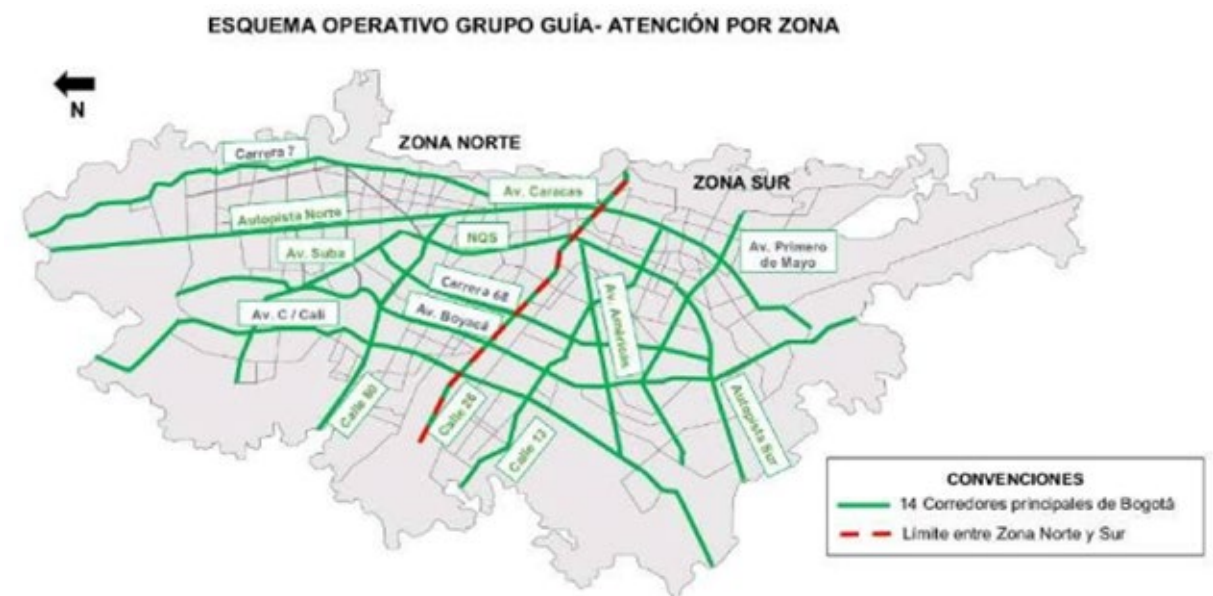 ESQUEMA OPERATIVO GRUPO GUÍA- ATENCIÓN POR ZONA
N
ZONA NORTE
Carrera 7
ZONA SUR
Av. Caracas
Autopista Norte
NQS
Av. Suba
Av. Primero
de Mayo
Carrera 68
Av. C / Cali
Av. Boyacá
Av. Américas
Calle 80
Calle 26
Calle 13
Autopista Sur
CONVENCIONES
14 Corredores principales de Bogotá
Límite entre Zona Norte y Sur